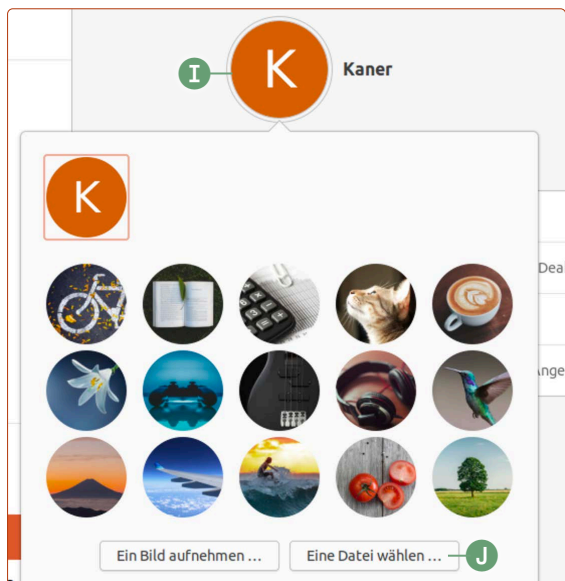 K
I
Kaner
K
Dea
Ange
Ein Bild aufnehmen ...
Eine Datei wählen ...
J